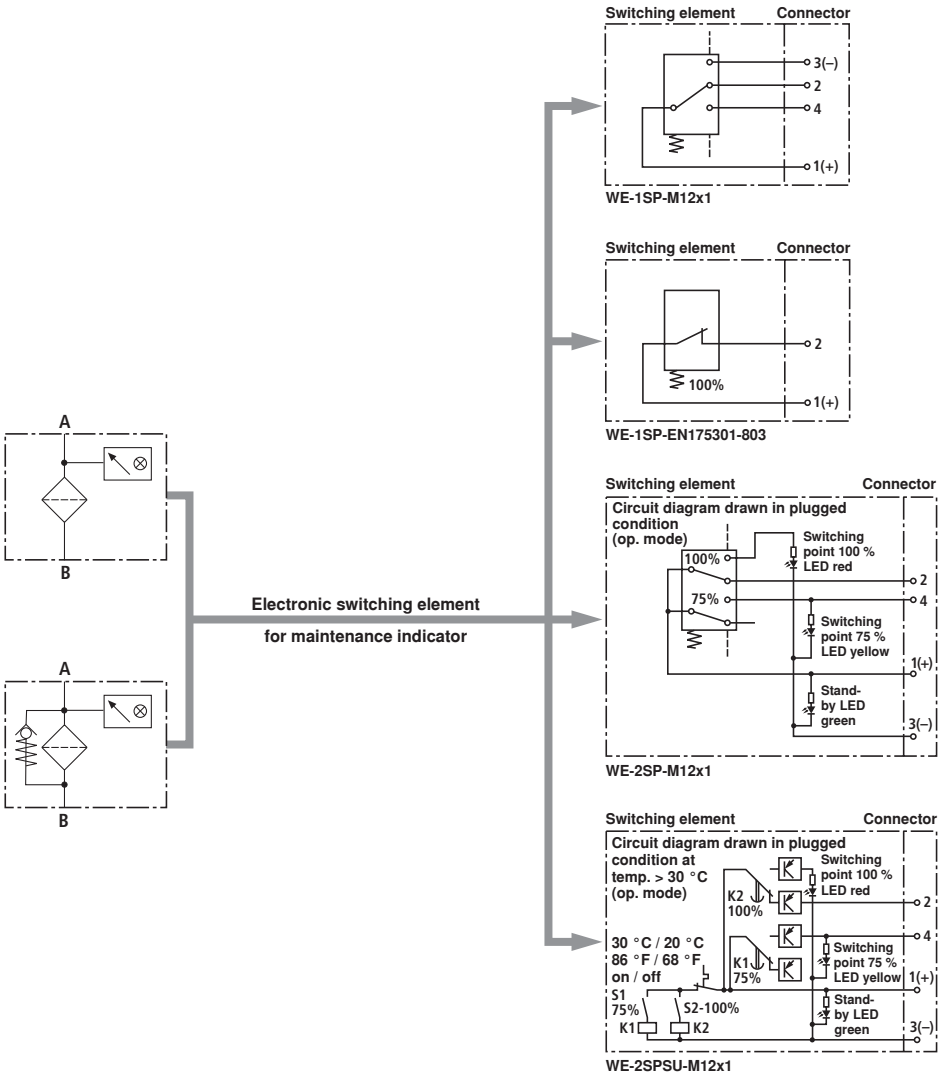 Switching element Connector
3(–)
2
4
1(+)
WE-1SP-M12x1
Switching element Connector
2
100%
1(+)
WE-1SP-EN175301-803
A
B
A
B
Electronic switching element
for maintenance indicator
Switching element Connector
Circuit diagram drawn in plugged
condition
(op. mode)
100%
Switching
point 100 %
LED red
2
75%
4
Switching
point 75 %
LED yellow
1(+)
Stand-
by LED
green
3(–)
WE-2SP-M12x1
Switching element Connector
Circuit diagram drawn in plugged
condition at
temp. > 30 °C
(op. mode)
Switching
point 100 %
LED red
K2
100%
2
4
30 °C / 20 °C
86 °F / 68 °F
on / off
K1
75%
Switching
point 75 %
LED yellow
1(+)
S1
75%
S2-100%
Stand-
by LED
green
K1
K2
3(–)
WE-2SPSU-M12x1